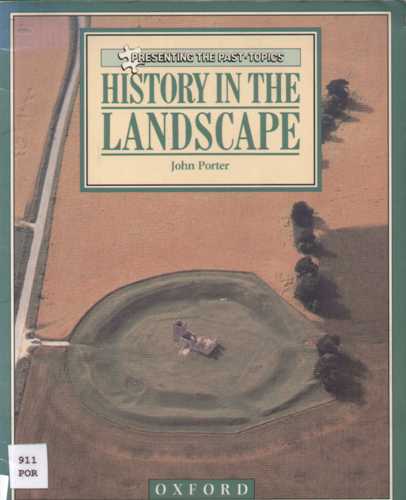 PRESENTING THE PAST•TOPICS
HISTORY IN THE
LANDSCAPE
John Porter
911
POR
OXFORD